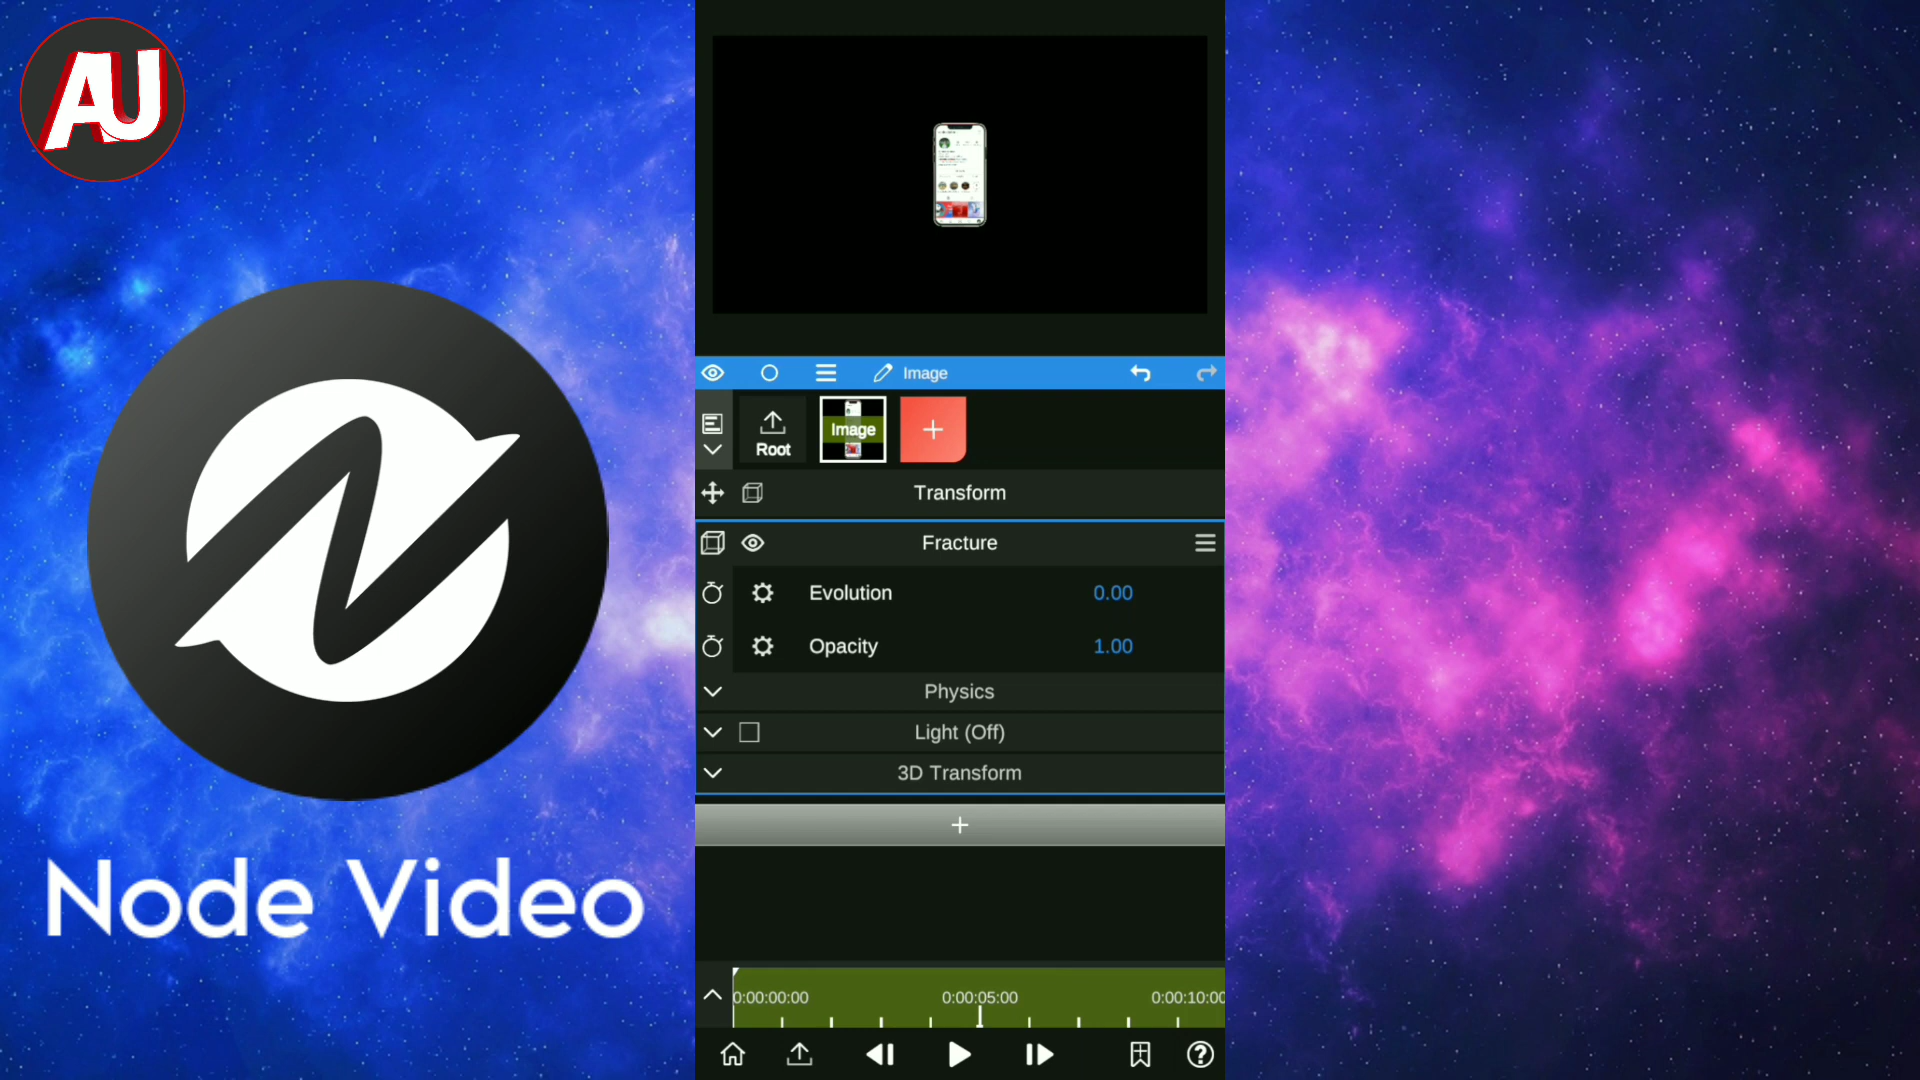 AU
Node Video
Image
Root
Image
Transform
Fracture
Evolution 0.00
Opacity 1.00
Physics
Light (Off)
3D Transform
0:00:00:00 0:00:05:00 0:00:10:00